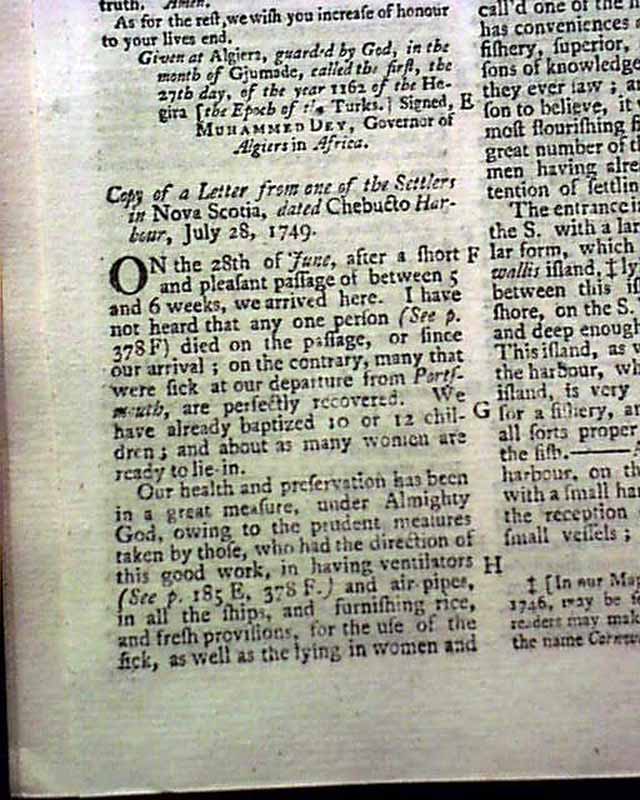 truth. Amen.
As for the reſt, we wiſh you increaſe of honour
to your lives end.
Given at Algiers, guarded by God, in the
month of Gjumade, called the firſt, the
27th day, of the year 1162 of the He-
gira [the Epoch of the Turks.] Signed,
MUHAMMED DEY, Governor of
Algiers in Africa.
Copy of a Letter from one of the Settlers
in Nova Scotia, dated Chebucto Har-
bour, July 28, 1749.
ON the 28th of June, after a ſhort
and pleaſant paſſage of between 5
and 6 weeks, we arrived here. I have
not heard that any one perſon (See p.
378 F) died on the paſſage, or ſince
our arrival; on the contrary, many that
were ſick at our departure from Portſ-
mouth, are perfectly recovered. We
have already baptized 10 or 12 chil-
dren; and about as many women are
ready to lie-in.
Our health and preſervation has been
in a great meaſure, under Almighty
God, owing to the prudent meaſures
taken by thoſe, who had the direction of
this good work, in having ventilators
(See p. 185 E, 378 F.) and air-pipes,
in all the ſhips, and furniſhing rice,
and freſh proviſions, for the uſe of the
ſick, as well as the lying in women and
E
F
G
H
call'd one of the
has conveniences
fiſhery, ſuperior,
ſons of knowledge
they ever ſaw; an
ſon to believe, it
moſt flouriſhing fi
great number of
men having alre
tention of ſettlin
The entrance i
the S. with a lar
lar form, which
wallis iſland, ‡ ly
between this iſ
ſhore, on the S.
and deep enoug
This iſland, as w
the harbour, wh
iſland, is very
for a fiſhery, an
all ſorts proper
the fiſh.——
harbour, on th
with a ſmall ha
the reception
ſmall veſſels;
‡ [In our Ma
1746, may be ſe
readers may mak
the name Cornw